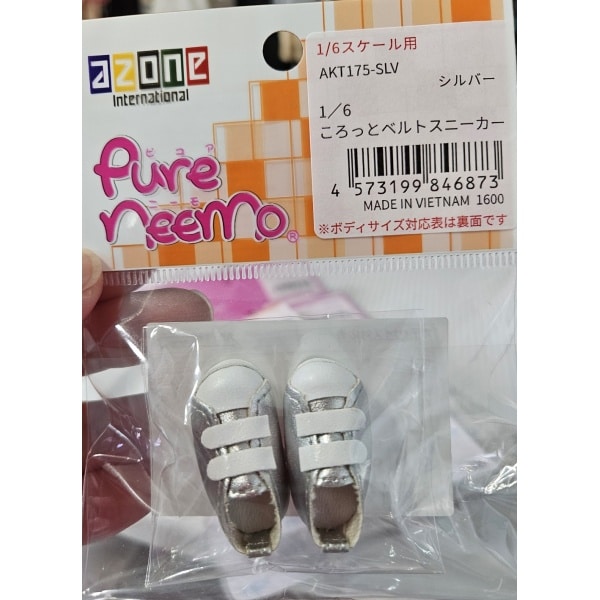 azone
International
ピュア
Pure
ニーモ
neemo®
1/6スケール用
AKT175-SLV
シルバー
1/6
ころっとベルトスニーカー
4 573199 846873
MADE IN VIETNAM 1600
※ボディサイズ対応表は裏面です